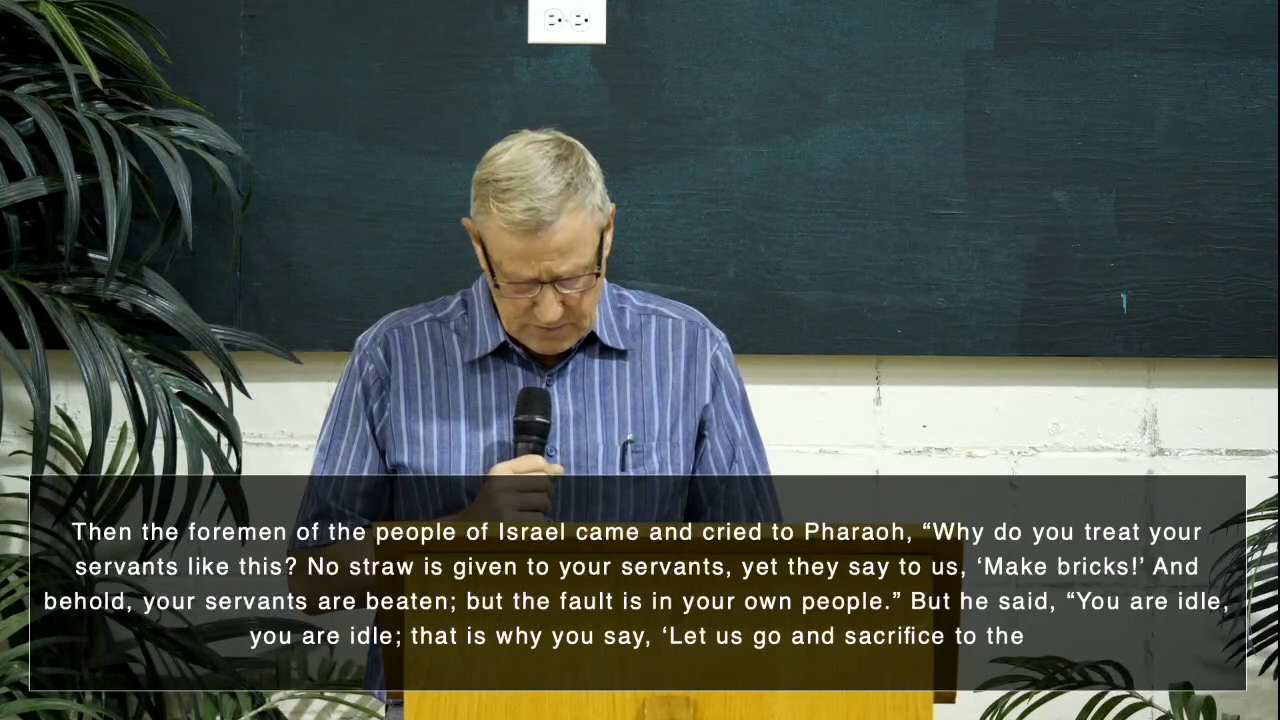 Then the foremen of the people of Israel came and cried to Pharaoh, “Why do you treat your
servants like this? No straw is given to your servants, yet they say to us, ‘Make bricks!’ And
behold, your servants are beaten; but the fault is in your own people.” But he said, “You are idle,
you are idle; that is why you say, ‘Let us go and sacrifice to the